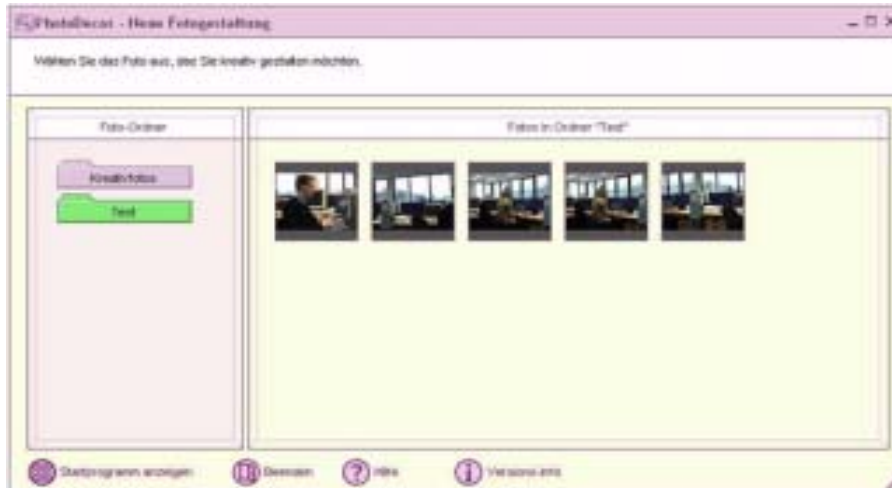 PhotoDecor - Neue Fotogestaltung
Wählen Sie das Foto aus, das Sie kreativ gestalten möchten.
Foto-Ordner
Fotos in Ordner "Test"
Kreativfotos
Test
Startprogramm anzeigen
Beenden
Hilfe
Versions-Info